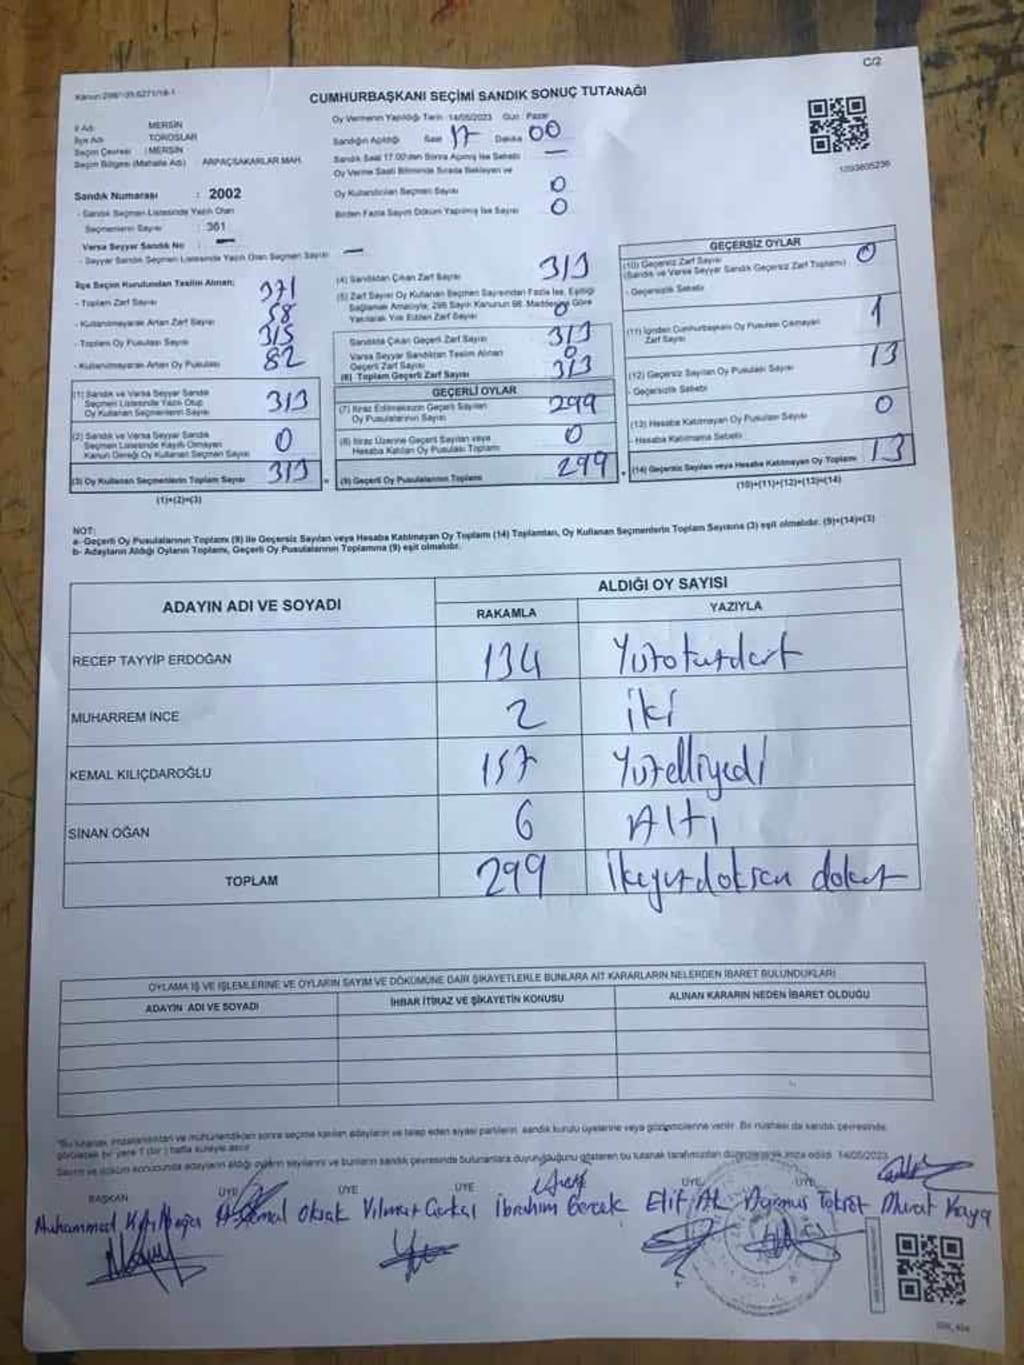 C/2
CUMHURBAŞKANI SEÇİMİ SANDIK SONUÇ TUTANAĞI
İl Adı : MERSİN
İlçe Adı : TOROSLAR
Seçim Çevresi : MERSİN
Seçim Bölgesi (Mahalle Adı) ARPAÇSAKARLAR MAH.
Sandık Numarası : 2002
- Sandık Seçmen Listesinde Yazılı Olan
Seçmenlerin Sayısı : 361
Varsa Seyyar Sandık No : —
- Seyyar Sandık Seçmen Listesinde Yazılı Olan Seçmen Sayısı —
Oy Vermenin Yapıldığı Tarih: 14/05/2023 Gün: Pazar
Sandığın Açıldığı Saat 17 Dakika 00
Sandık Saat 17.00'den Sonra Açılmış İse Sebebi —
Oy Verme Saati Bitiminde Sırada Bekleyen ve
Oy Kullandırılan Seçmen Sayısı 0
Birden Fazla Sayım Döküm Yapılmış İse Sayısı 0
1093805236
İlçe Seçim Kurulundan Teslim Alınan;
- Toplam Zarf Sayısı 371
- Kullanılmayarak Artan Zarf Sayısı 58
- Toplam Oy Pusulası Sayısı
- Kullanılmayarak Artan Oy Pusulası 82
(1) Sandık ve Varsa Seyyar Sandık
Seçmen Listesinde Yazılı Olup
Oy Kullanan Seçmenlerin Sayısı 313
(2) Sandık ve Varsa Seyyar Sandık
Seçmen Listesinde Kayıtlı Olmayan
Kanun Gereği Oy Kullanan Seçmen Sayısı 0
(3) Oy Kullanan Seçmenlerin Toplam Sayısı 313
(1)+(2)=(3)
(4) Sandıktan Çıkan Zarf Sayısı 313
(5) Zarf Sayısı Oy Kullanan Seçmen Sayısından Fazla İse, Eşitliği
Sağlamak Amacıyla, 298 Sayılı Kanunun 98. Maddesine Göre
Yakılarak Yok Edilen Zarf Sayısı 0
Sandıkta Çıkan Geçerli Zarf Sayısı 313
Varsa Seyyar Sandıktan Teslim Alınan
Geçerli Zarf Sayısı 0
(6) Toplam Geçerli Zarf Sayısı 313
GEÇERLİ OYLAR
(7) İtiraz Edilmeksizin Geçerli Sayılan
Oy Pusulalarının Sayısı 299
(8) İtiraz Üzerine Geçerli Sayılan veya
Hesaba Katılan Oy Pusulası Toplamı 0
(9) Geçerli Oy Pusulalarının Toplamı 299
GEÇERSİZ OYLAR
(10) Geçersiz Zarf Sayısı
(Sandık ve Varsa Seyyar Sandık Geçersiz Zarf Toplamı) 0
- Geçersizlik Sebebi
(11) İçinden Cumhurbaşkanı Oy Pusulası Çıkmayan
Zarf Sayısı 1
(12) Geçersiz Sayılan Oy Pusulası Sayısı 13
- Geçersizlik Sebebi
(13) Hesaba Katılmayan Oy Pusulası Sayısı 0
- Hesaba Katılmama Sebebi
(14) Geçersiz Sayılan veya Hesaba Katılmayan Oy Toplamı 13
(10)+(11)+(12)+(13)=(14)
NOT:
a- Geçerli Oy Pusulalarının Toplamı (9) ile Geçersiz Sayılan veya Hesaba Katılmayan Oy Toplamı (14) Toplamları, Oy Kullanan Seçmenlerin Toplam Sayısına (3) eşit olmalıdır. (9)+(14)=(3)
b- Adayların Aldığı Oyların Toplamı, Geçerli Oy Pusulalarının Toplamına (9) eşit olmalıdır.
ADAYIN ADI VE SOYADI
ALDIĞI OY SAYISI
RAKAMLA YAZIYLA
RECEP TAYYİP ERDOĞAN 134 Yüzotuzdört
MUHARREM İNCE 2 iki
KEMAL KILIÇDAROĞLU 157 Yüzelliyedi
SİNAN OĞAN 6 Altı
TOPLAM 299
OYLAMA İŞ VE İŞLEMLERİNE VE OYLARIN SAYIM VE DÖKÜMÜNE DAİR ŞİKAYETLERLE BUNLARA AİT KARARLARIN NELERDEN İBARET BULUNDUKLARI
ADAYIN ADI VE SOYADI İHBAR İTİRAZ VE ŞİKAYETİN KONUSU ALINAN KARARIN NEDEN İBARET OLDUĞU
"Bu tutanak imzalandıktan ve mühürlendikten sonra seçime katılan adayların ve talep eden siyasi partilerin sandık kurulu üyelerine veya gözlemcilerine verilir. Bir nüshası da sandık çevresinde
görülecek bir yere 1 (bir) hafta süreyle asılır.
Sayım ve döküm sonucunda adayların aldığı oyların sayılarını ve bunların sandık çevresinde bulunanlara duyurulduğunu gösteren bu tutanak tarafımızdan düzenlenerek imza edildi. 14/05/2023
BAŞKAN ÜYE ÜYE ÜYE ÜYE ÜYE
Muhammed Oksak Yılmaz İbrahim Gercek Elif Murat Kaya